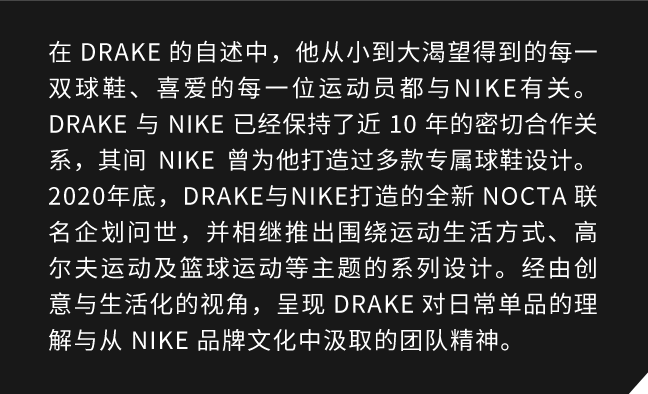 在 DRAKE 的自述中，他从小到大渴望得到的每一
双球鞋、喜爱的每一位运动员都与NIKE有关。
DRAKE 与 NIKE 已经保持了近 10 年的密切合作关
系，其间 NIKE 曾为他打造过多款专属球鞋设计。
2020年底，DRAKE与NIKE打造的全新 NOCTA 联
名企划问世，并相继推出围绕运动生活方式、高
尔夫运动及篮球运动等主题的系列设计。经由创
意与生活化的视角，呈现 DRAKE 对日常单品的理
解与从 NIKE 品牌文化中汲取的团队精神。